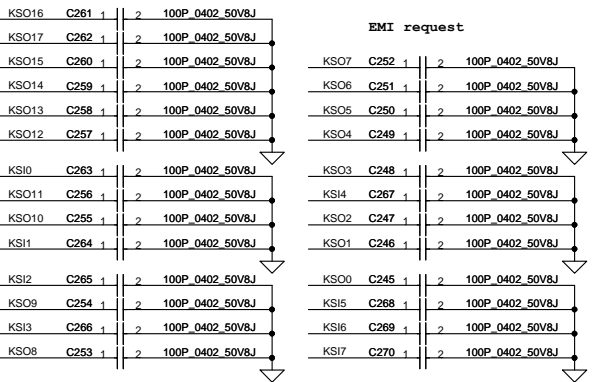 KSO16 C261 1 2 100P_0402_50V8J
KSO17 C262 1 2 100P_0402_50V8J
KSO15 C260 1 2 100P_0402_50V8J
KSO14 C259 1 2 100P_0402_50V8J
KSO13 C258 1 2 100P_0402_50V8J
KSO12 C257 1 2 100P_0402_50V8J
KSI0 C263 1 2 100P_0402_50V8J
KSO11 C256 1 2 100P_0402_50V8J
KSO10 C255 1 2 100P_0402_50V8J
KSI1 C264 1 2 100P_0402_50V8J
KSI2 C265 1 2 100P_0402_50V8J
KSO9 C254 1 2 100P_0402_50V8J
KSI3 C266 1 2 100P_0402_50V8J
KSO8 C253 1 2 100P_0402_50V8J
EMI request
KSO7 C252 1 2 100P_0402_50V8J
KSO6 C251 1 2 100P_0402_50V8J
KSO5 C250 1 2 100P_0402_50V8J
KSO4 C249 1 2 100P_0402_50V8J
KSO3 C248 1 2 100P_0402_50V8J
KSI4 C267 1 2 100P_0402_50V8J
KSO2 C247 1 2 100P_0402_50V8J
KSO1 C246 1 2 100P_0402_50V8J
KSO0 C245 1 2 100P_0402_50V8J
KSI5 C268 1 2 100P_0402_50V8J
KSI6 C269 1 2 100P_0402_50V8J
KSI7 C270 1 2 100P_0402_50V8J